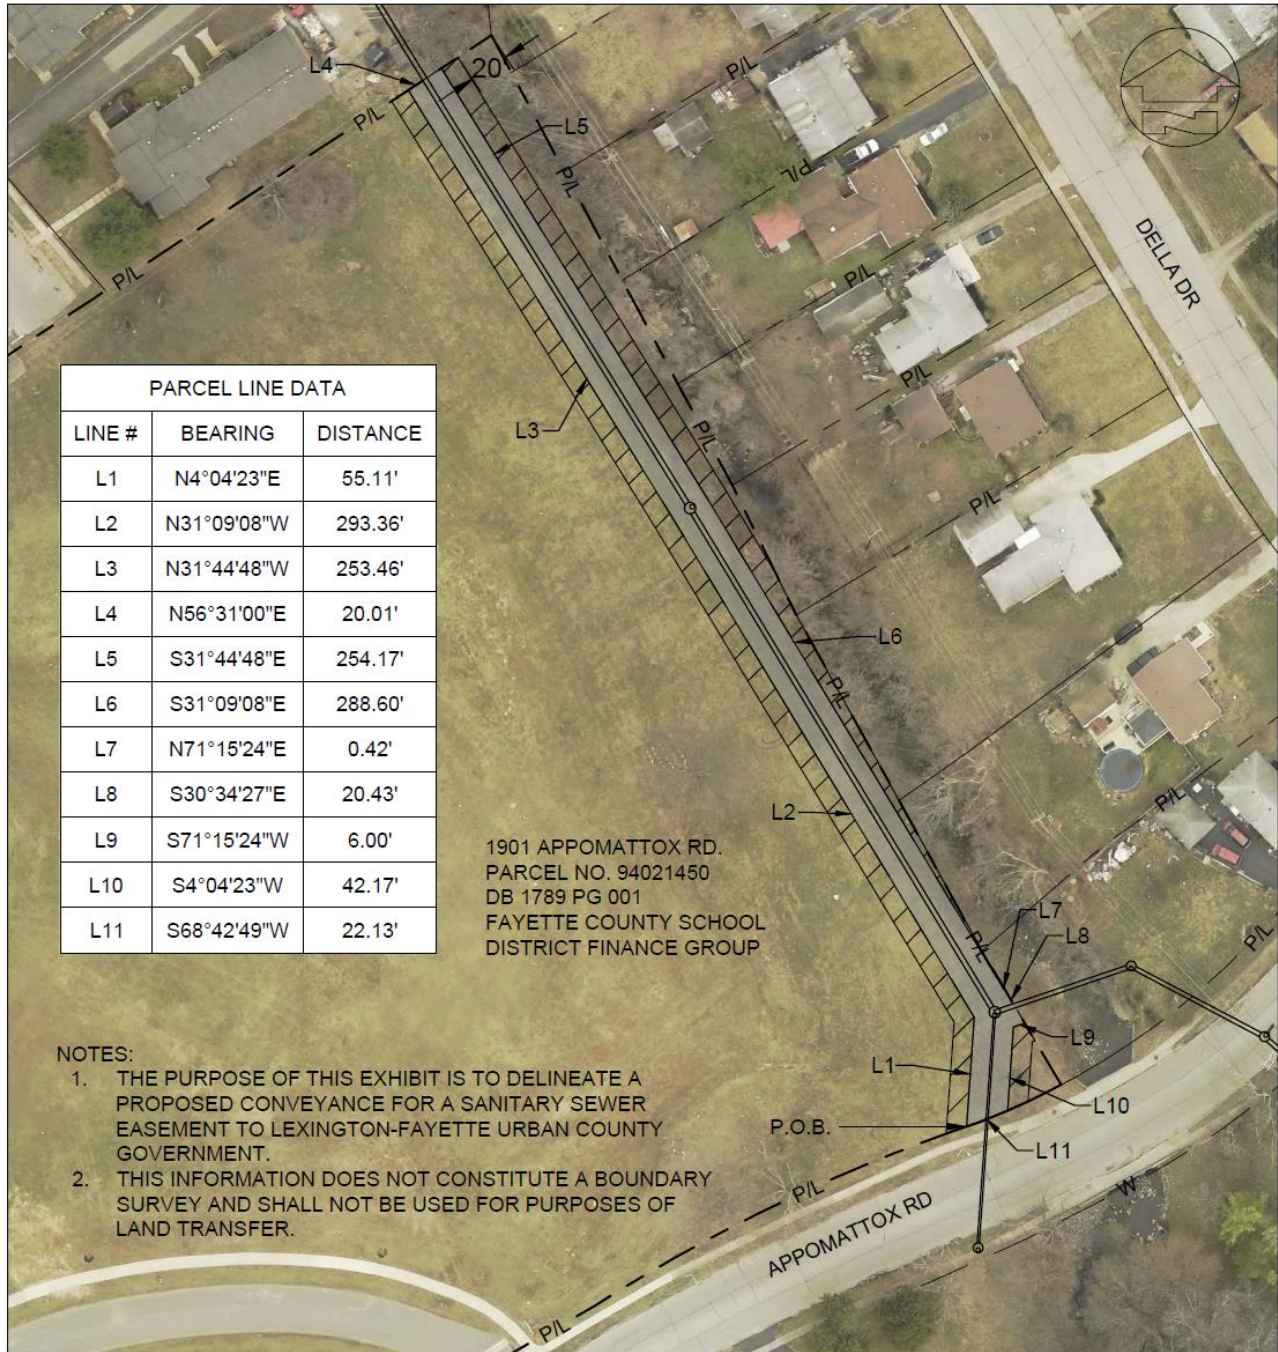 L4
20'
P/L
L5
P/L
P/L
P/L
P/L
P/L
DELLA DR
P/L
PARCEL LINE DATA
LINE # BEARING DISTANCE
L1 N4°04'23"E 55.11'
L2 N31°09'08"W 293.36'
L3 N31°44'48"W 253.46'
L4 N56°31'00"E 20.01'
L5 S31°44'48"E 254.17'
L6 S31°09'08"E 288.60'
L7 N71°15'24"E 0.42'
L8 S30°34'27"E 20.43'
L9 S71°15'24"W 6.00'
L10 S4°04'23"W 42.17'
L11 S68°42'49"W 22.13'
L3
P/L
P/L
L6
P/L
L2
P/L
1901 APPOMATTOX RD.
PARCEL NO. 94021450
DB 1789 PG 001
FAYETTE COUNTY SCHOOL
DISTRICT FINANCE GROUP
L7
L8
P/L
P/L
L9
L1
L10
P.O.B.
L11
NOTES:
1. THE PURPOSE OF THIS EXHIBIT IS TO DELINEATE A
PROPOSED CONVEYANCE FOR A SANITARY SEWER
EASEMENT TO LEXINGTON-FAYETTE URBAN COUNTY
GOVERNMENT.
2. THIS INFORMATION DOES NOT CONSTITUTE A BOUNDARY
SURVEY AND SHALL NOT BE USED FOR PURPOSES OF
LAND TRANSFER.
P/L
W
APPOMATTOX RD
P/L